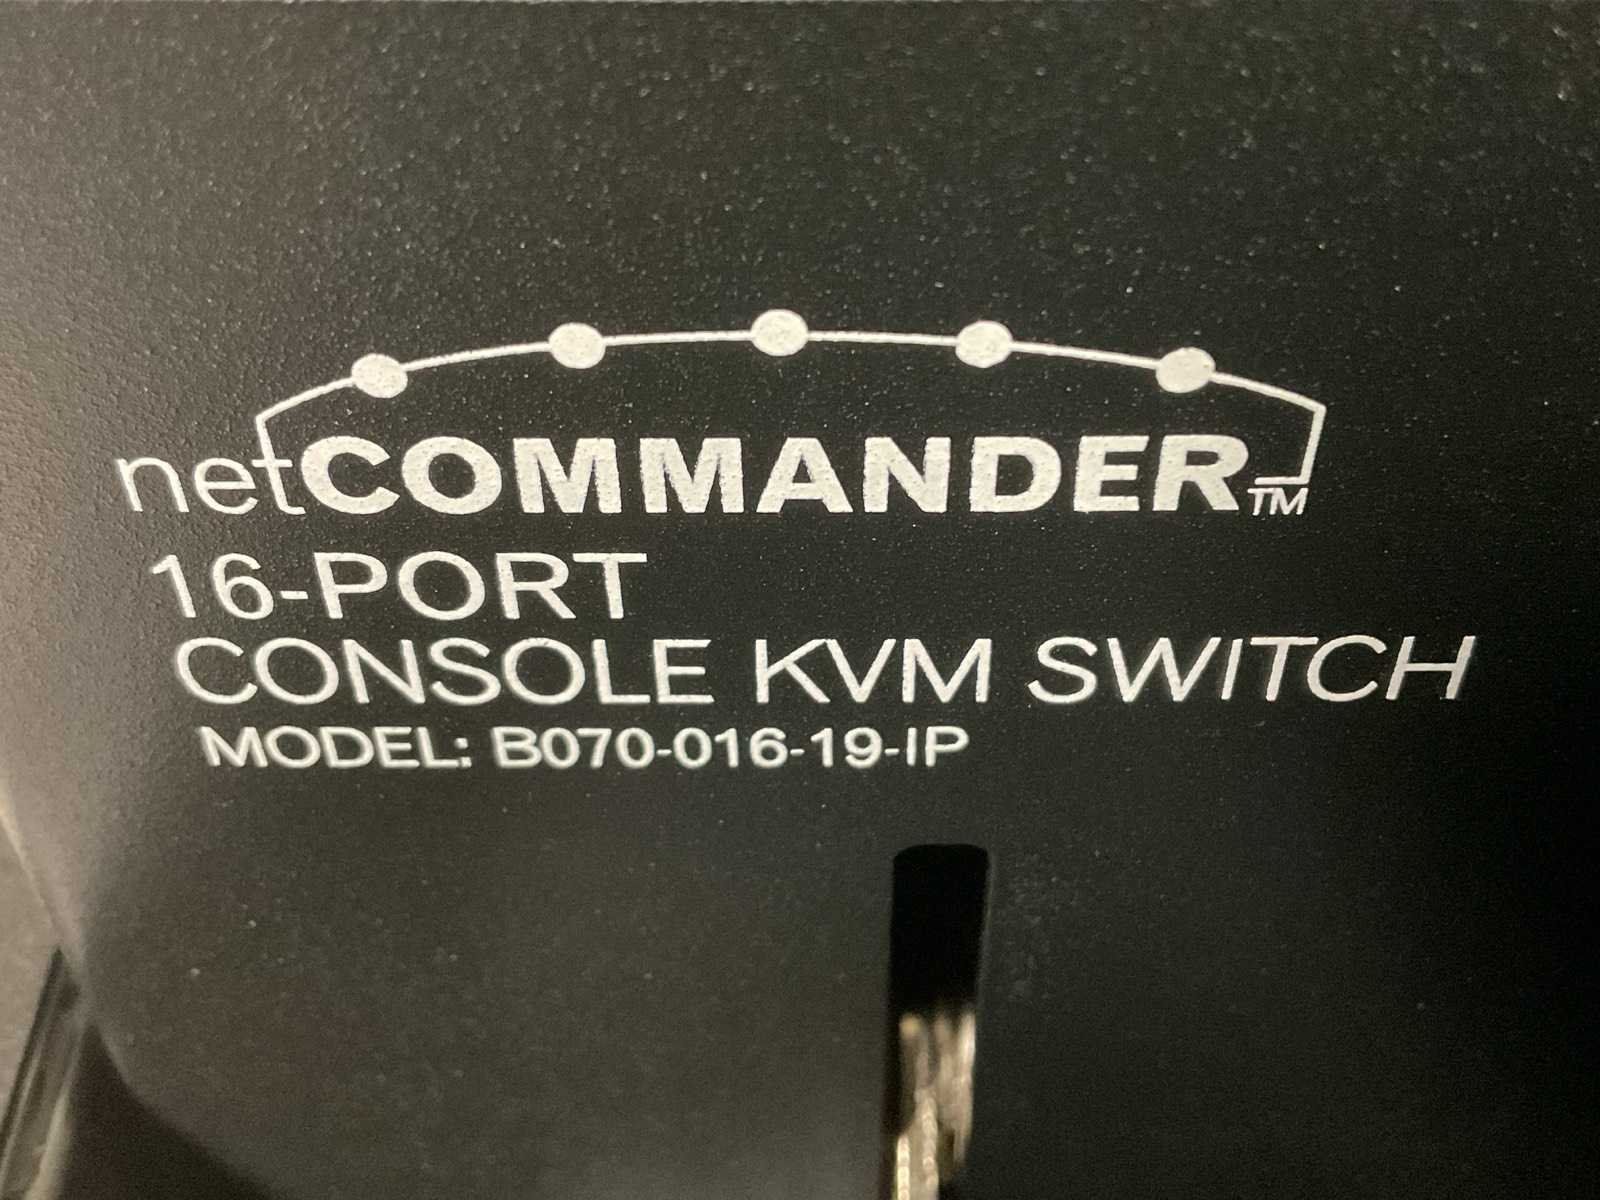 netCOMMANDER™
16-PORT
CONSOLE KVM SWITCH
MODEL: B070-016-19-IP